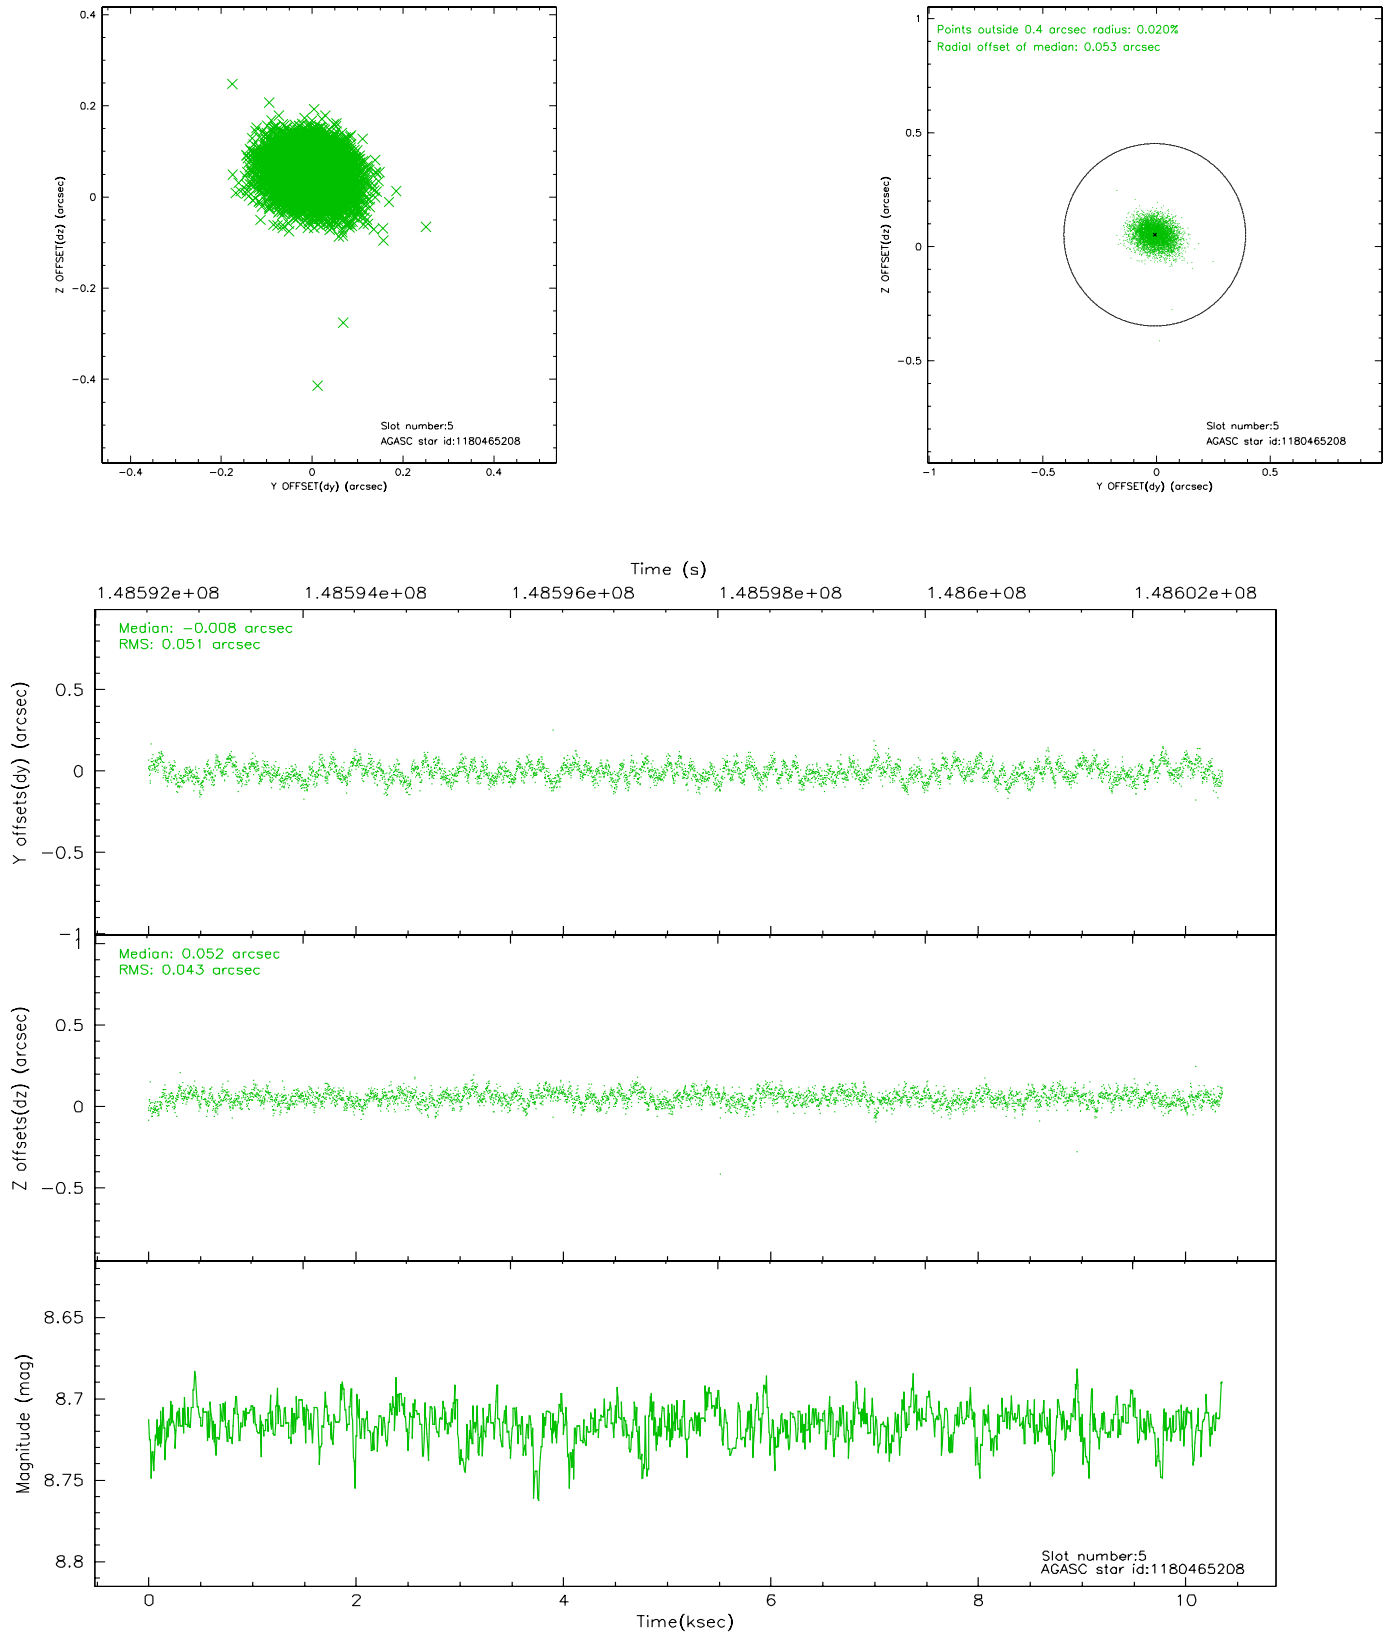 0.4
0.2
0
−0.2
−0.4
Z OFFSET(dz) (arcsec)
Slot number:5
AGASC star id:1180465208
−0.4
−0.2
0
0.2
0.4
Y OFFSET(dy) (arcsec)
Points outside 0.4 arcsec radius: 0.020%
Radial offset of median: 0.053 arcsec
1
0.5
0
−0.5
Z OFFSET(dz) (arcsec)
Slot number:5
AGASC star id:1180465208
−1
−0.5
0
0.5
Y OFFSET(dy) (arcsec)
Time (s)
1.48592e+08
1.48594e+08
1.48596e+08
1.48598e+08
1.486e+08
1.48602e+08
Median: −0.008 arcsec
RMS: 0.051 arcsec
0.5
0
−0.5
−1
Y offsets(dy) (arcsec)
Median: 0.052 arcsec
RMS: 0.043 arcsec
1
0.5
0
−0.5
Z offsets(dz) (arcsec)
8.65
8.7
8.75
8.8
Magnitude (mag)
Slot number:5
AGASC star id:1180465208
0
2
4
6
8
10
Time(ksec)